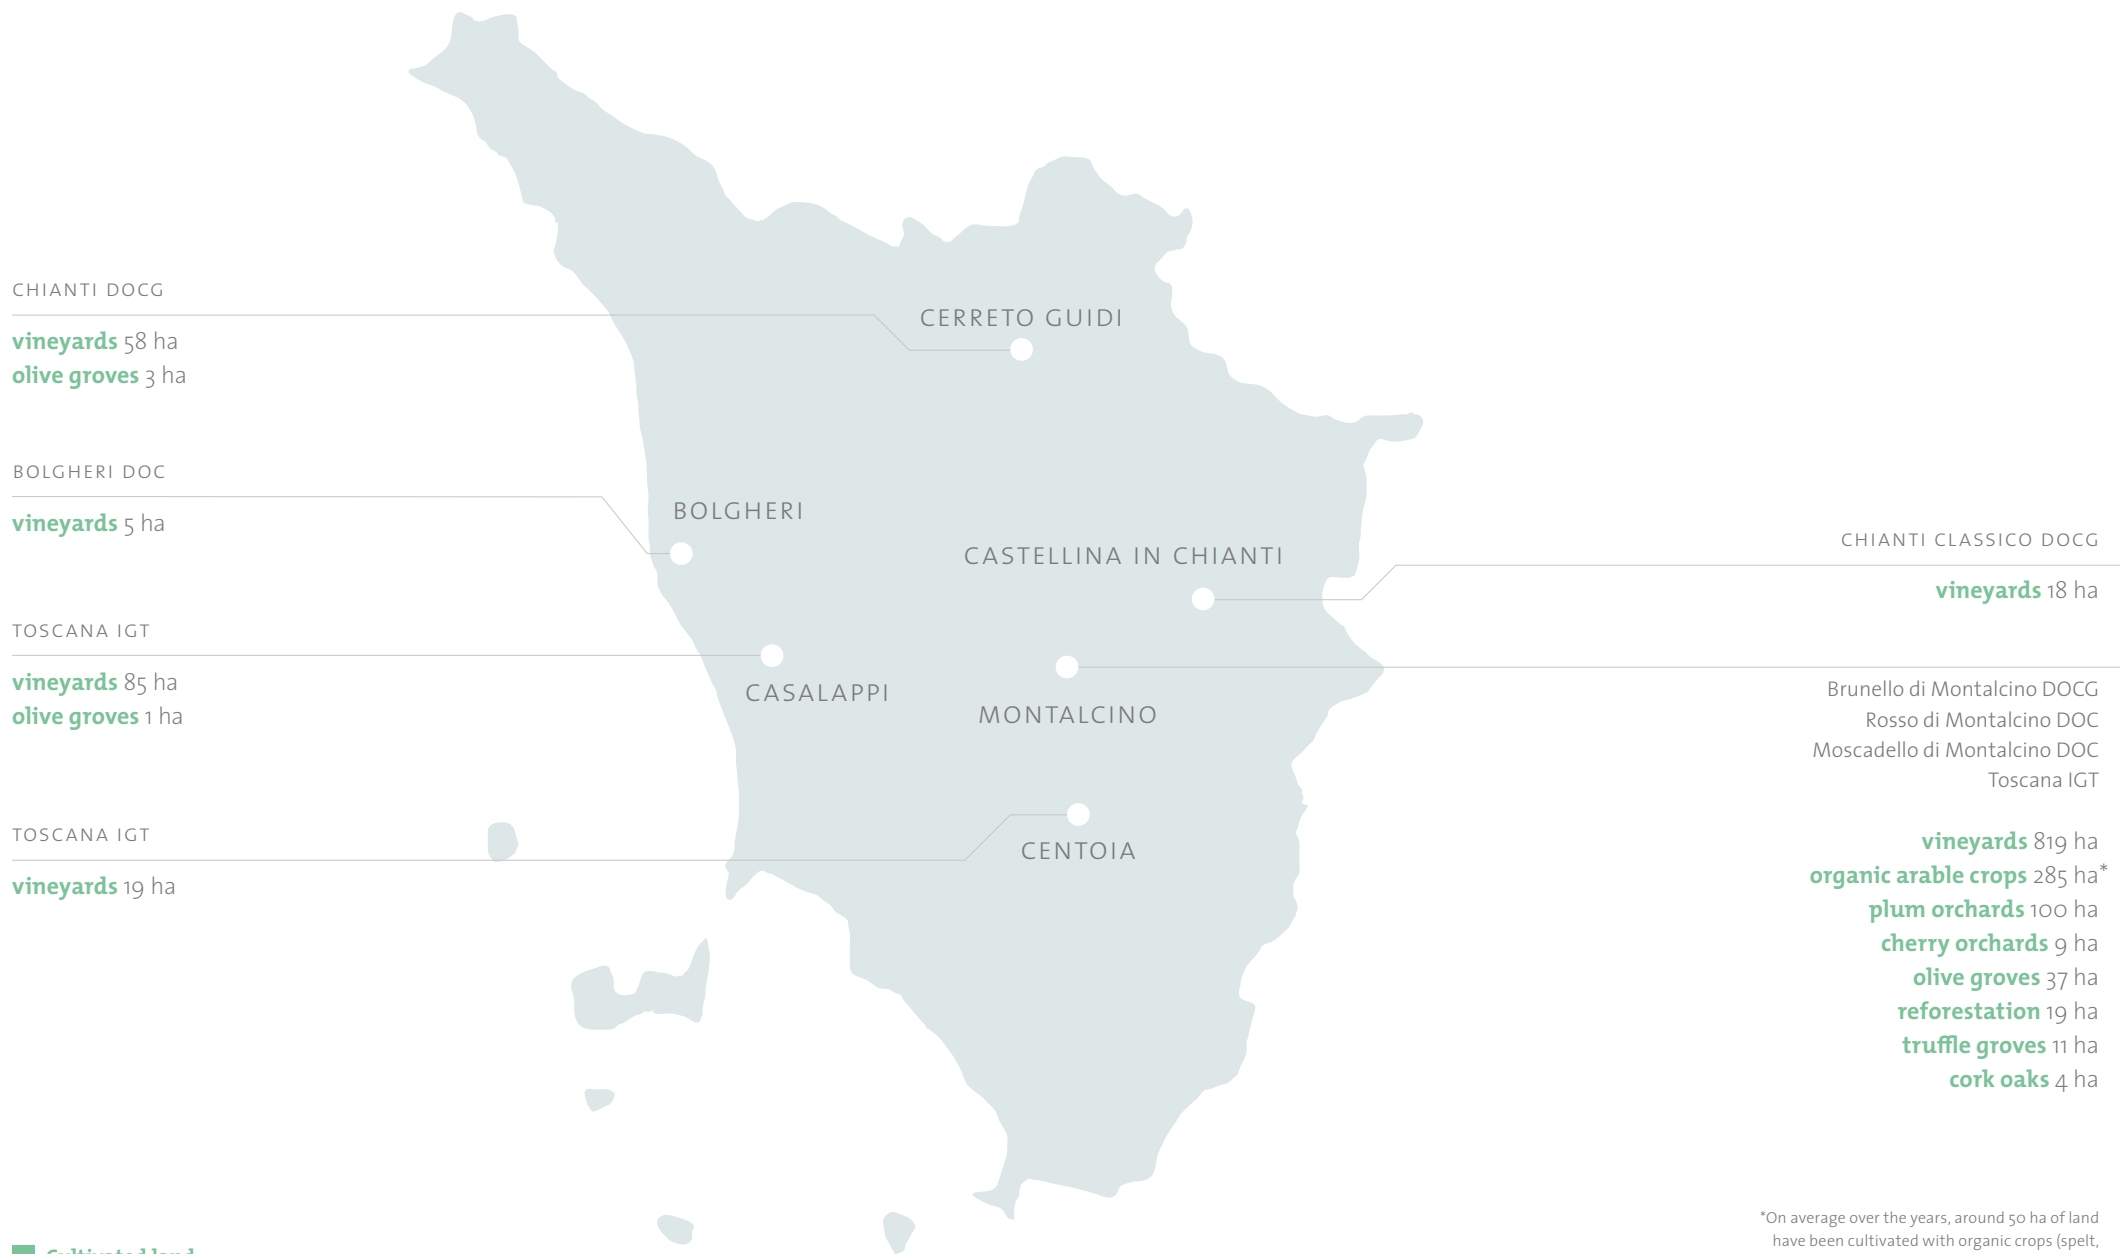 CHIANTI DOCG
vineyards 58 ha
olive groves 3 ha
CERRETO GUIDI
BOLGHERI DOC
vineyards 5 ha
BOLGHERI
CASTELLINA IN CHIANTI
CHIANTI CLASSICO DOCG
vineyards 18 ha
TOSCANA IGT
vineyards 85 ha
olive groves 1 ha
CASALAPPI
MONTALCINO
Brunello di Montalcino DOCG
Rosso di Montalcino DOC
Moscadello di Montalcino DOC
Toscana IGT
vineyards 819 ha
organic arable crops 285 ha*
plum orchards 100 ha
cherry orchards 9 ha
olive groves 37 ha
reforestation 19 ha
truffle groves 11 ha
cork oaks 4 ha
TOSCANA IGT
vineyards 19 ha
CENTOIA
*On average over the years, around 50 ha of land
have been cultivated with organic crops (spelt,
Cultivated land